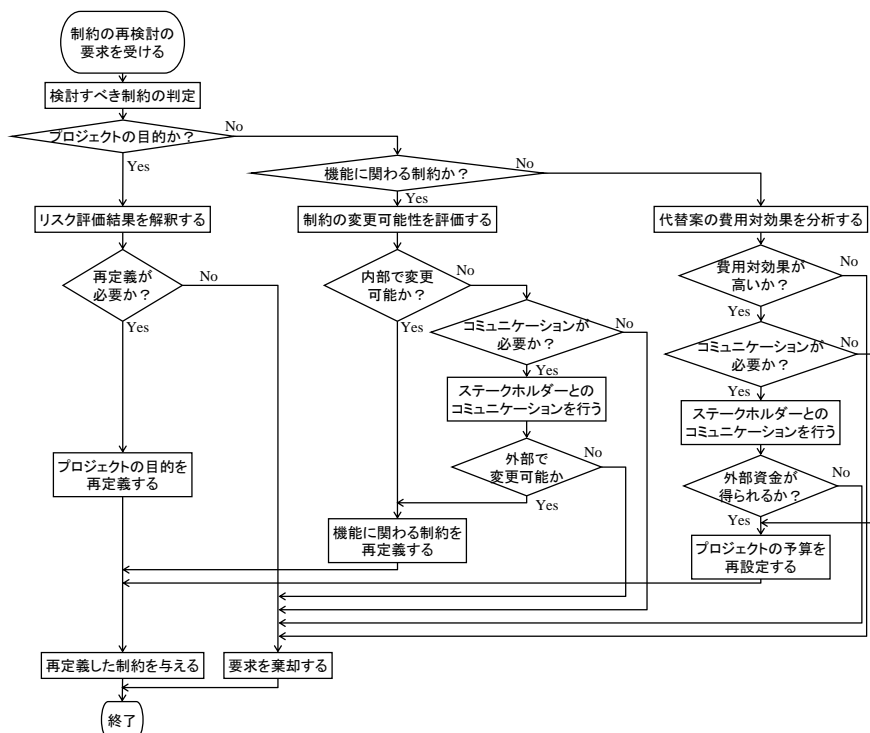 制約の再検討の
要求を受ける
検討すべき制約の判定
プロジェクトの目的か？
No
Yes
機能に関わる制約か？
No
Yes
リスク評価結果を解釈する
制約の変更可能性を評価する
代替案の費用対効果を分析する
再定義が
必要か？
No
Yes
内部で変更
可能か？
No
Yes
費用対効果が
高いか？
No
Yes
コミュニケーションが
必要か？
No
Yes
コミュニケーションが
必要か？
No
Yes
ステークホルダーとの
コミュニケーションを行う
ステークホルダーとの
コミュニケーションを行う
プロジェクトの目的を
再定義する
外部で
変更可能か
No
Yes
外部資金が
得られるか？
No
Yes
機能に関わる制約を
再定義する
プロジェクトの予算を
再設定する
再定義した制約を与える
要求を棄却する
終了